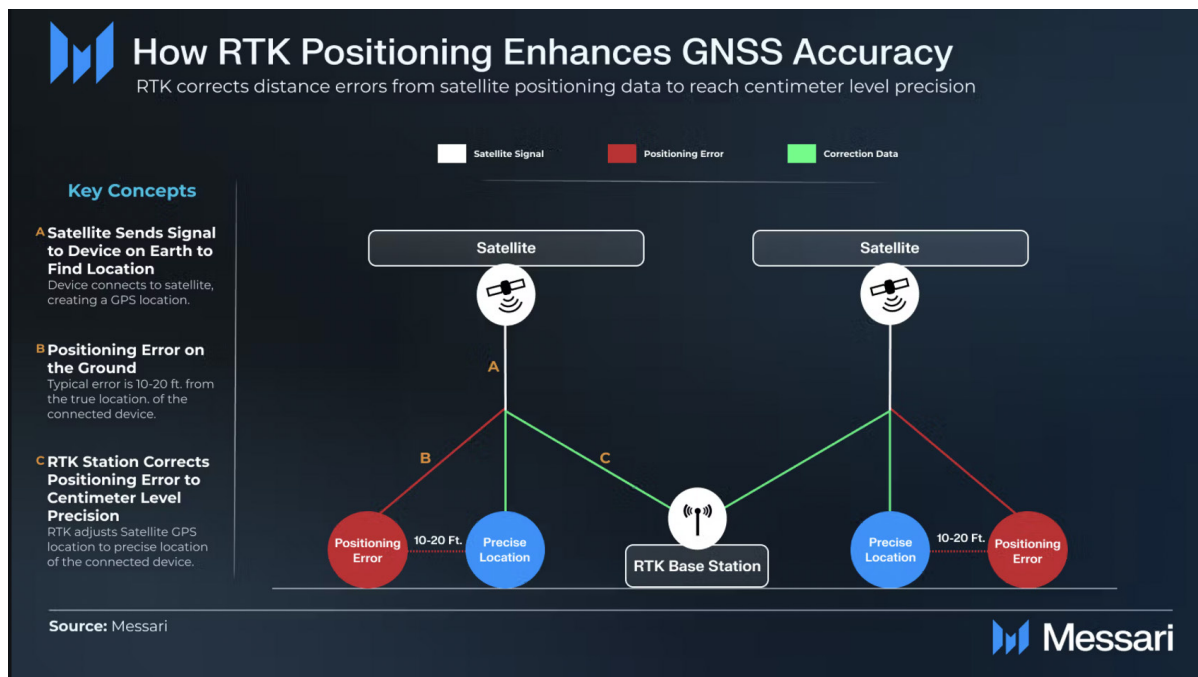 How RTK Positioning Enhances GNSS Accuracy
RTK corrects distance errors from satellite positioning data to reach centimeter level precision
Satellite Signal
Positioning Error
Correction Data
Key Concepts
A Satellite Sends Signal
to Device on Earth to
Find Location
Device connects to satellite,
creating a GPS location.
B Positioning Error on
the Ground
Typical error is 10-20 ft. from
the true location. of the
connected device.
C RTK Station Corrects
Positioning Error to
Centimeter Level
Precision
RTK adjusts Satellite GPS
location to precise location
of the connected device.
Satellite
Satellite
A
B
C
Positioning
Error
10-20 Ft.
Precise
Location
RTK Base Station
Precise
Location
10-20 Ft.
Positioning
Error
Source: Messari
Messari